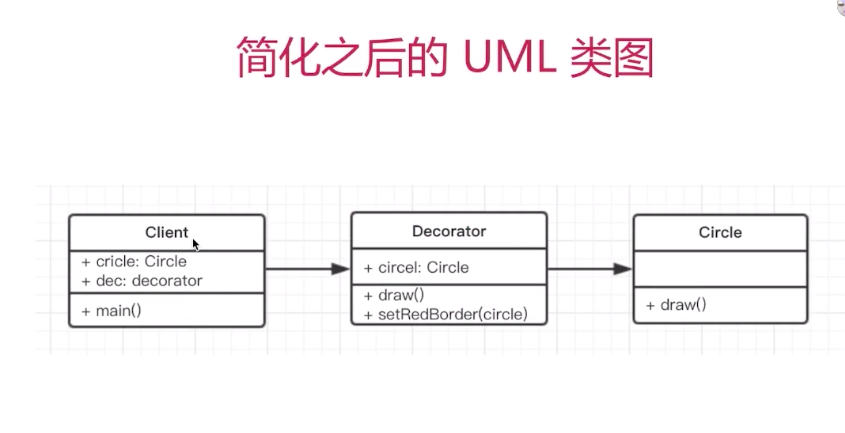 简化之后的 UML 类图
Client
+ cricle: Circle
+ dec: decorator
+ main()
Decorator
+ circel: Circle
+ draw()
+ setRedBorder(circle)
Circle
+ draw()